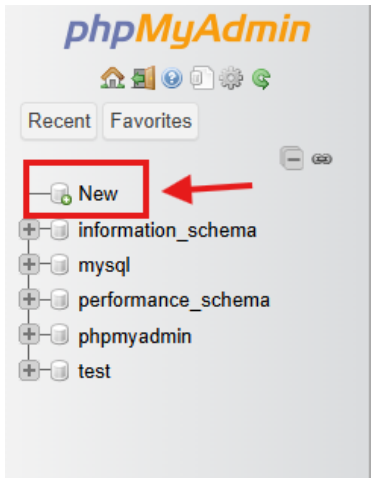 phpMyAdmin
Recent Favorites
New
information_schema
mysql
performance_schema
phpmyadmin
test